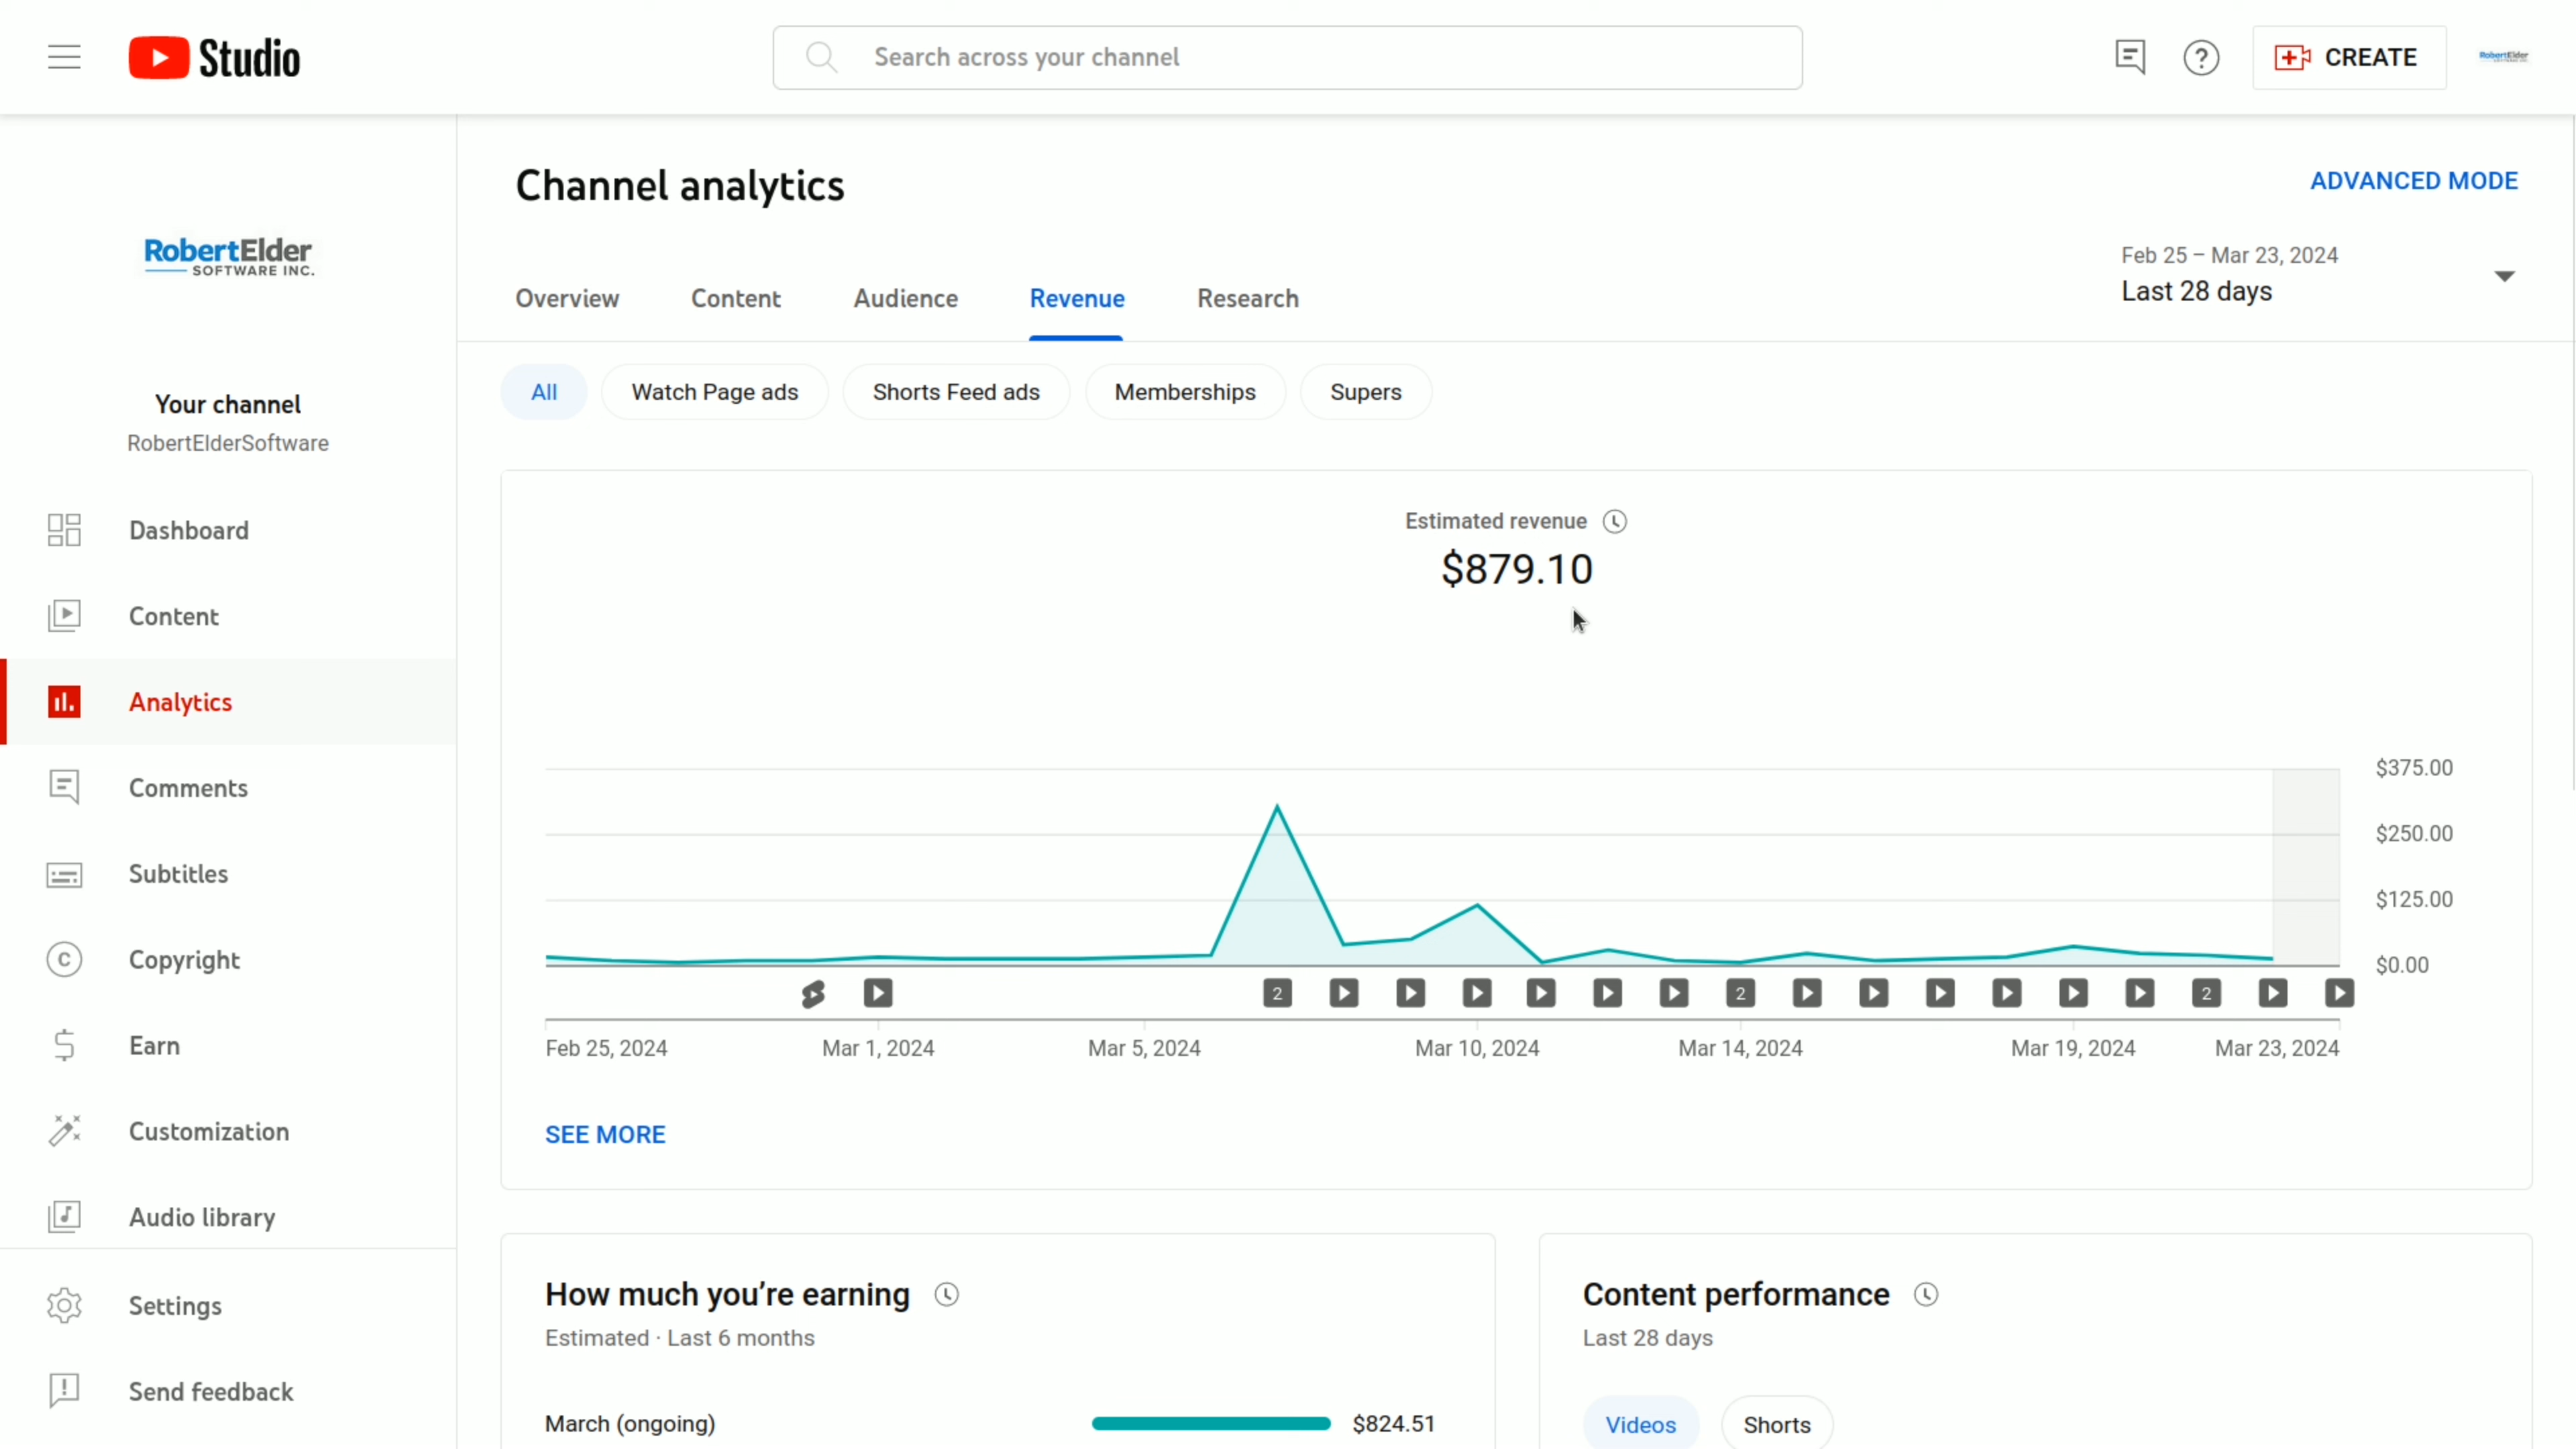 Studio
Search across your channel
CREATE
RobertElder
RobertElder
SOFTWARE INC.
Your channel
RobertElderSoftware
Dashboard
Content
Analytics
Comments
Subtitles
Copyright
Earn
Customization
Audio library
Settings
Send feedback
Channel analytics
ADVANCED MODE
Feb 25 – Mar 23, 2024
Last 28 days
Overview Content Audience Revenue Research
All Watch Page ads Shorts Feed ads Memberships Supers
Estimated revenue
$879.10
$375.00
$250.00
$125.00
$0.00
2 2 2
Feb 25, 2024 Mar 1, 2024 Mar 5, 2024 Mar 10, 2024 Mar 14, 2024 Mar 19, 2024 Mar 23, 2024
SEE MORE
How much you’re earning
Estimated · Last 6 months
March (ongoing) $824.51
Content performance
Last 28 days
Videos Shorts